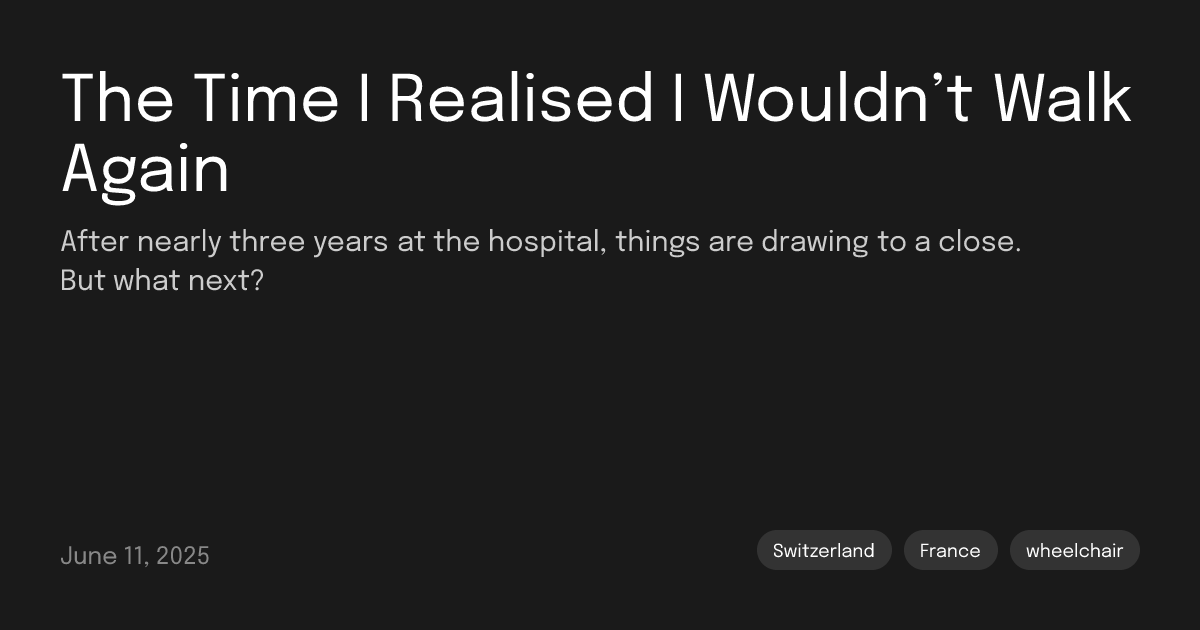 The Time I Realised I Wouldn’t Walk
Again
After nearly three years at the hospital, things are drawing to a close.
But what next?
June 11, 2025
Switzerland
France
wheelchair